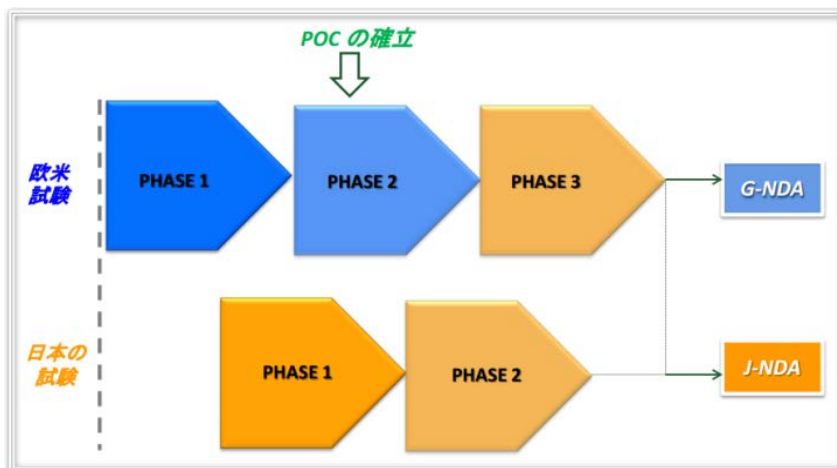 POC の確立
欧米
試験
PHASE 1
PHASE 2
PHASE 3
G-NDA
日本の
試験
PHASE 1
PHASE 2
J-NDA